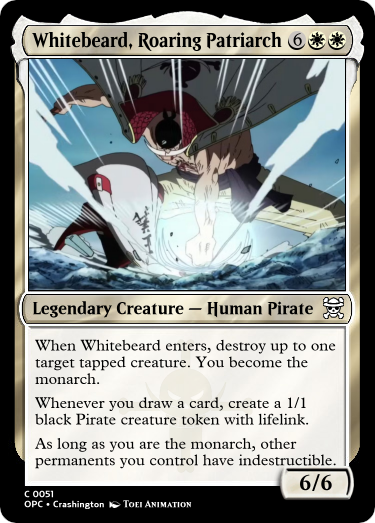 Whitebeard, Roaring Patriarch 6
Legendary Creature — Human Pirate
When Whitebeard enters, destroy up to one
target tapped creature. You become the
monarch.
Whenever you draw a card, create a 1/1
black Pirate creature token with lifelink.
As long as you are the monarch, other
permanents you control have indestructible.
6/6
C 0051
OPC • Crashington TOEI ANIMATION